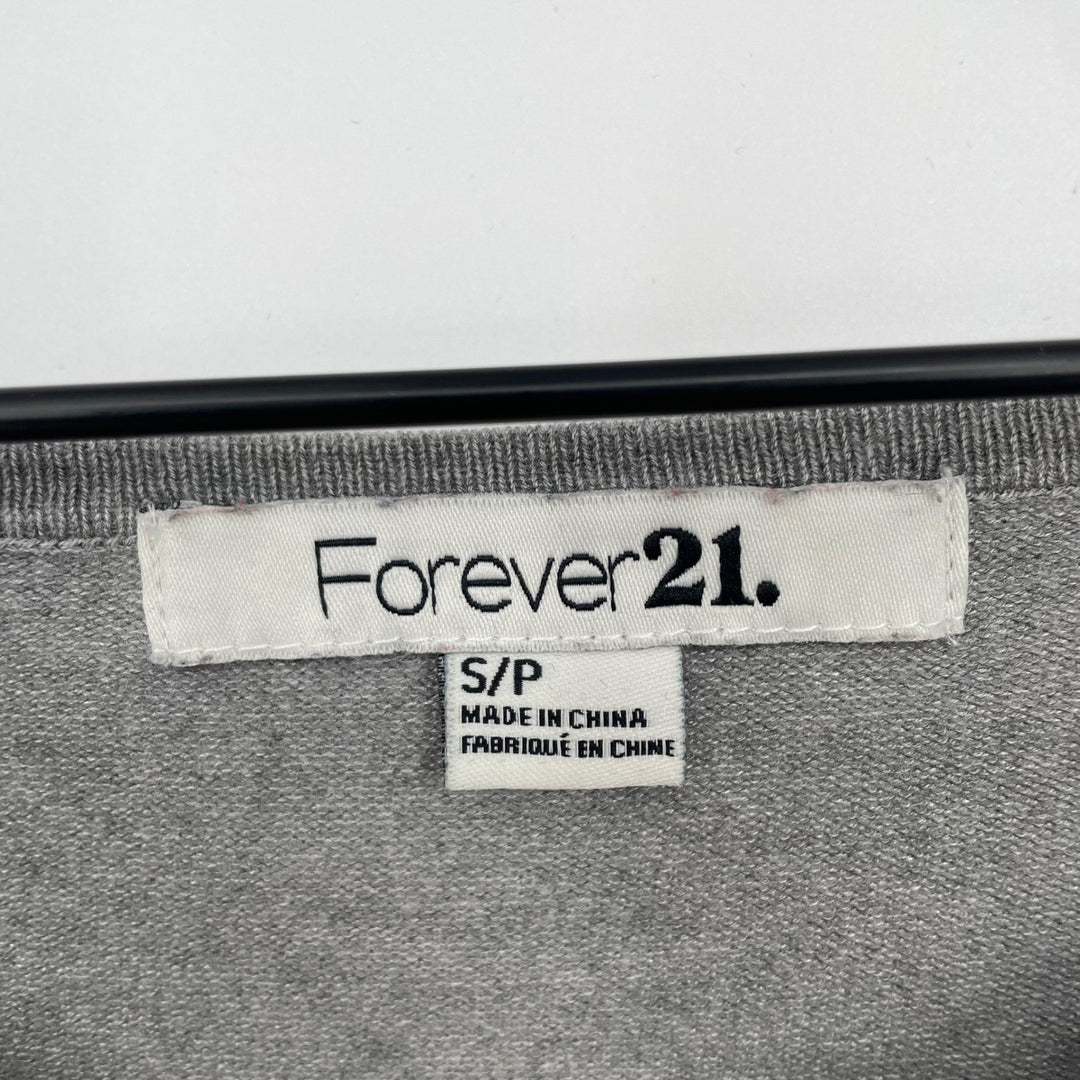 Forever21.
S/P
MADE IN CHINA
FABRIQUÉ EN CHINE